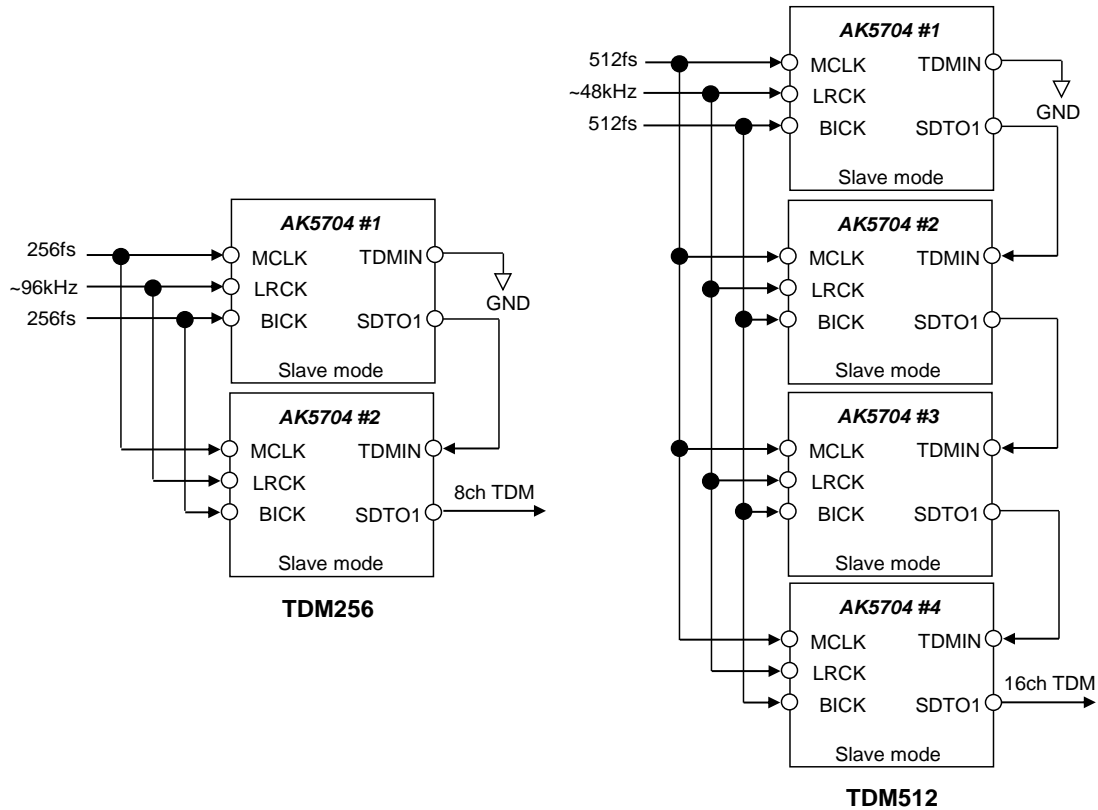 256fs
~96kHz
256fs
AK5704 #1
MCLK TDMIN
LRCK
GND
BICK SDTO1
Slave mode
AK5704 #2
MCLK TDMIN
LRCK
8ch TDM
BICK SDTO1
Slave mode
TDM256
512fs
~48kHz
512fs
AK5704 #1
MCLK TDMIN
LRCK
GND
BICK SDTO1
Slave mode
AK5704 #2
MCLK TDMIN
LRCK
BICK SDTO1
Slave mode
AK5704 #3
MCLK TDMIN
LRCK
BICK SDTO1
Slave mode
AK5704 #4
MCLK TDMIN
LRCK
16ch TDM
BICK SDTO1
Slave mode
TDM512